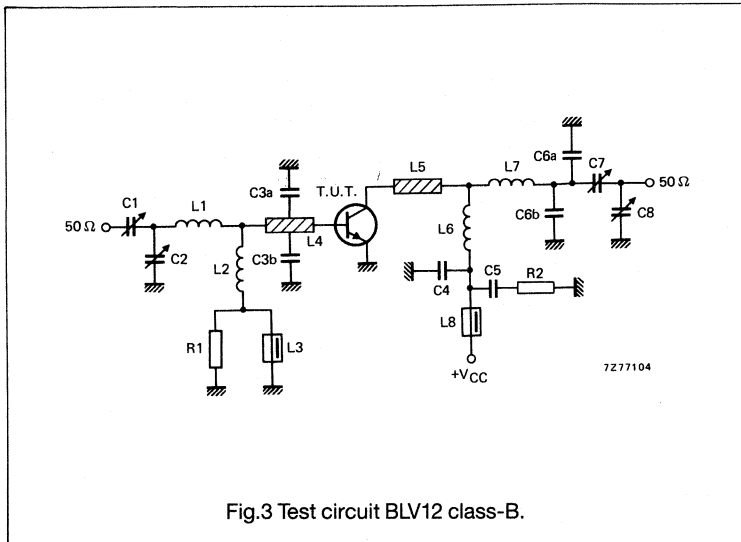 C6a
L5
L7
C7
50 Ω
C3a
T.U.T.
C1
L1
50 Ω
C6b
C8
L4
L6
C2
L2
C3b
C4
C5
R2
R1
L3
L8
+VCC
7Z77104
Fig.3 Test circuit BLV12 class-B.